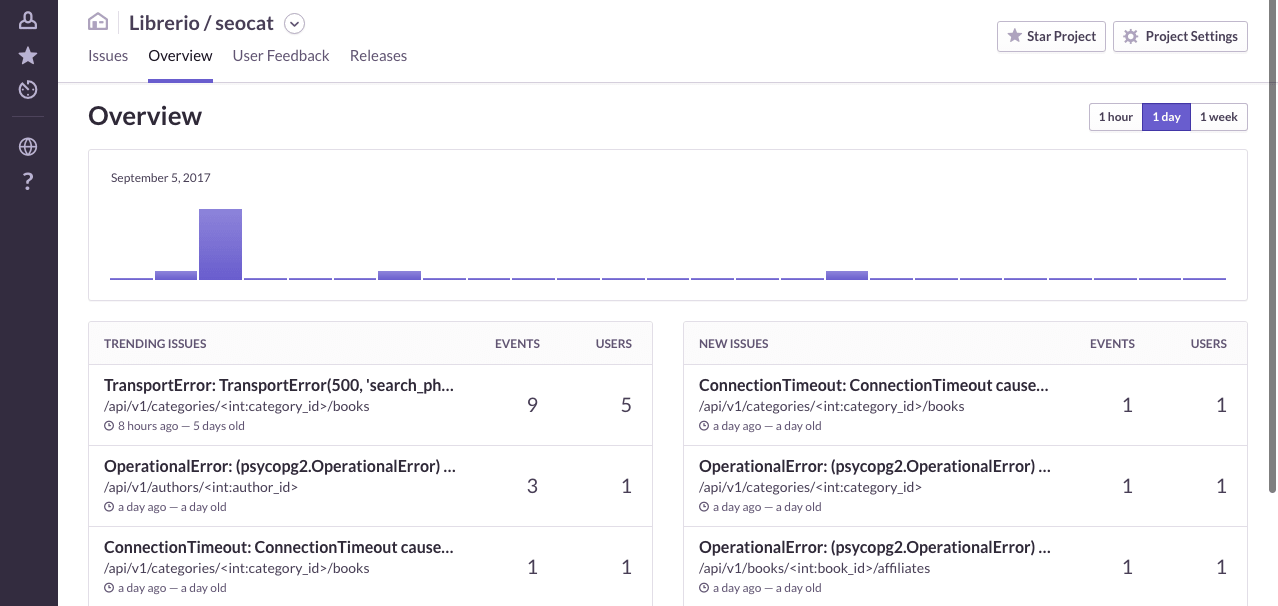 Librerio / seocat
Star Project
Project Settings
Issues
Overview
User Feedback
Releases
Overview
1 hour
1 day
1 week
September 5, 2017
TRENDING ISSUES EVENTS USERS
TransportError: TransportError(500, 'search_ph...
/api/v1/categories/<int:category_id>/books 9 5
8 hours ago — 5 days old
OperationalError: (psycopg2.OperationalError) ...
/api/v1/authors/<int:author_id> 3 1
a day ago — a day old
ConnectionTimeout: ConnectionTimeout cause...
/api/v1/categories/<int:category_id>/books 1 1
a day ago — a day old
NEW ISSUES EVENTS USERS
ConnectionTimeout: ConnectionTimeout cause...
/api/v1/categories/<int:category_id>/books 1 1
a day ago — a day old
OperationalError: (psycopg2.OperationalError) ...
/api/v1/categories/<int:category_id> 1 1
a day ago — a day old
OperationalError: (psycopg2.OperationalError) ...
/api/v1/books/<int:book_id>/affiliates 1 1
a day ago — a day old